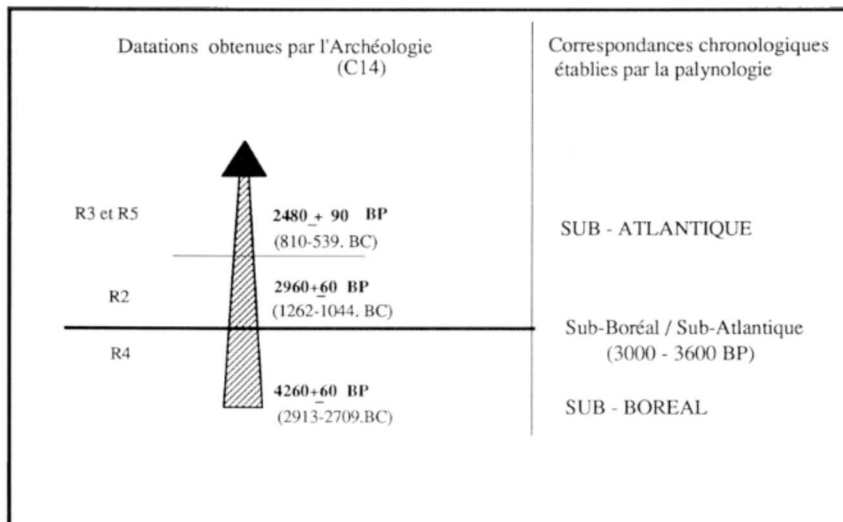 Datations obtenues par l'Archéologie
(C14)
Correspondances chronologiques
établies par la palynologie
R3 et R5
2480 ± 90 BP
(810-539. BC)
SUB - ATLANTIQUE
R2
2960±60 BP
(1262-1044. BC)
Sub-Boréal / Sub-Atlantique
(3000 - 3600 BP)
R4
4260±60 BP
(2913-2709.BC)
SUB - BOREAL